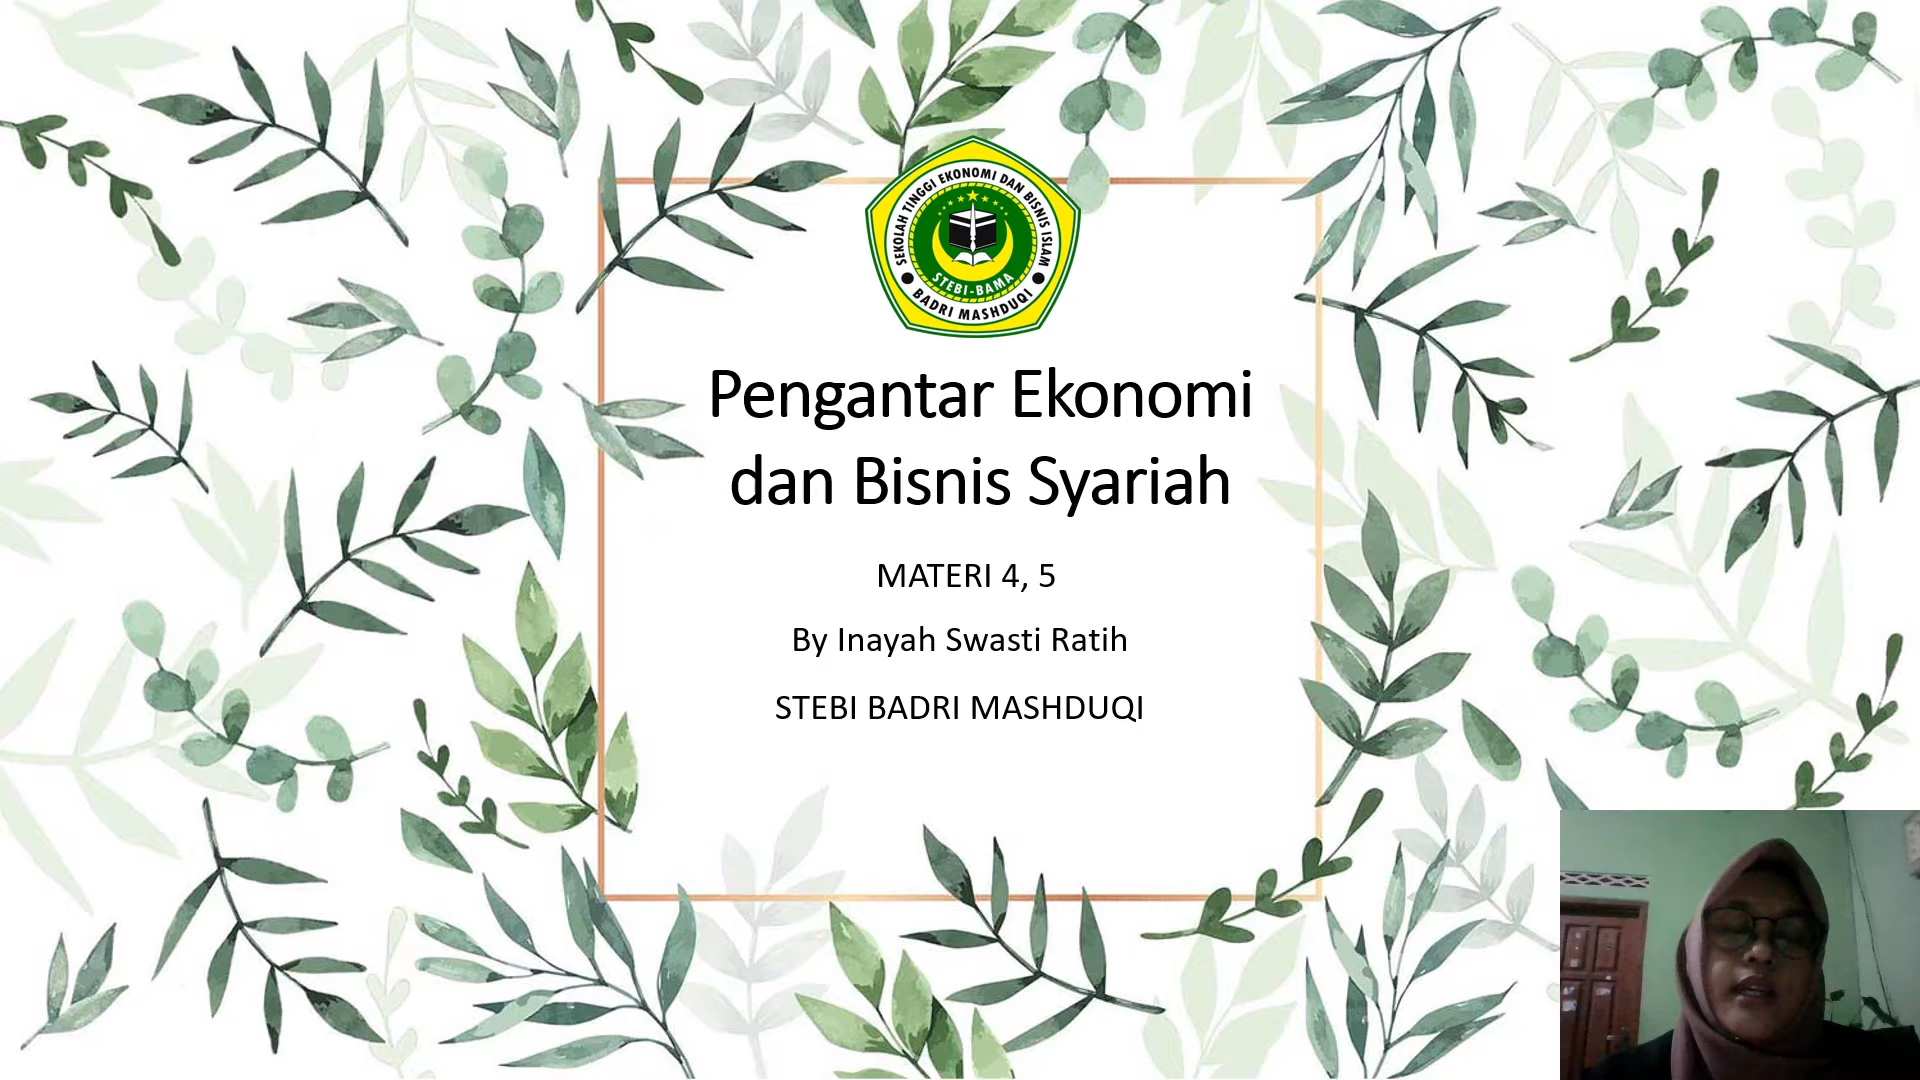 SEKOLAH TINGGI EKONOMI DAN BISNIS ISLAM
STEBI-BAMA
BADRI MASHDUQI
Pengantar Ekonomi
dan Bisnis Syariah
MATERI 4, 5
By Inayah Swasti Ratih
STEBI BADRI MASHDUQI